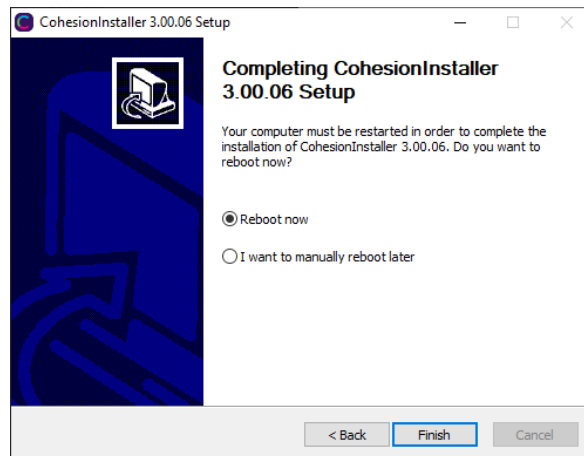 CohesionInstaller 3.00.06 Setup
Completing CohesionInstaller
3.00.06 Setup
Your computer must be restarted in order to complete the
installation of CohesionInstaller 3.00.06. Do you want to
reboot now?
Reboot now
I want to manually reboot later
< Back
Finish
Cancel